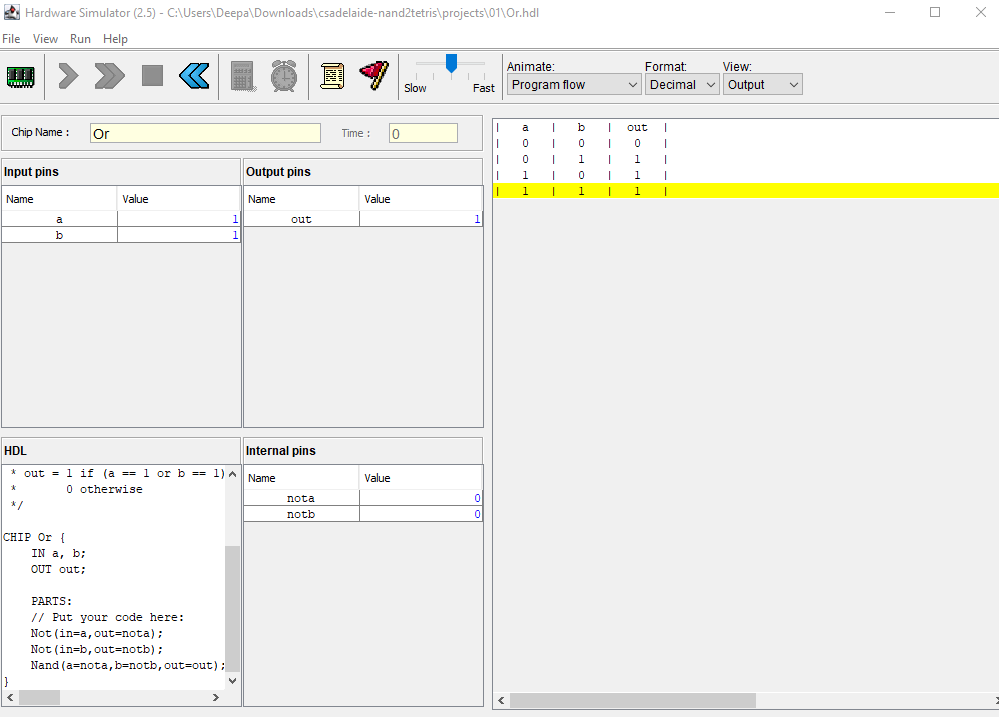 Hardware Simulator (2.5) - C:\Users\Deepa\Downloads\csadelaide-nand2tetris\projects\01\Or.hdl
File View Run Help
Slow Fast
Animate: Format: View:
Program flow Decimal Output
Chip Name : Or Time : 0
Input pins Output pins
Name Value Name Value
a 1 out 1
b 1
HDL
* out = 1 if (a == 1 or b == 1)
* 0 otherwise
*/
CHIP Or {
IN a, b;
OUT out;
PARTS:
// Put your code here:
Not(in=a,out=nota);
Not(in=b,out=notb);
Nand(a=nota,b=notb,out=out);
}
Internal pins
Name Value
nota 0
notb 0
| a | b | out |
| 0 | 0 | 0 |
| 0 | 1 | 1 |
| 1 | 0 | 1 |
| 1 | 1 | 1 |